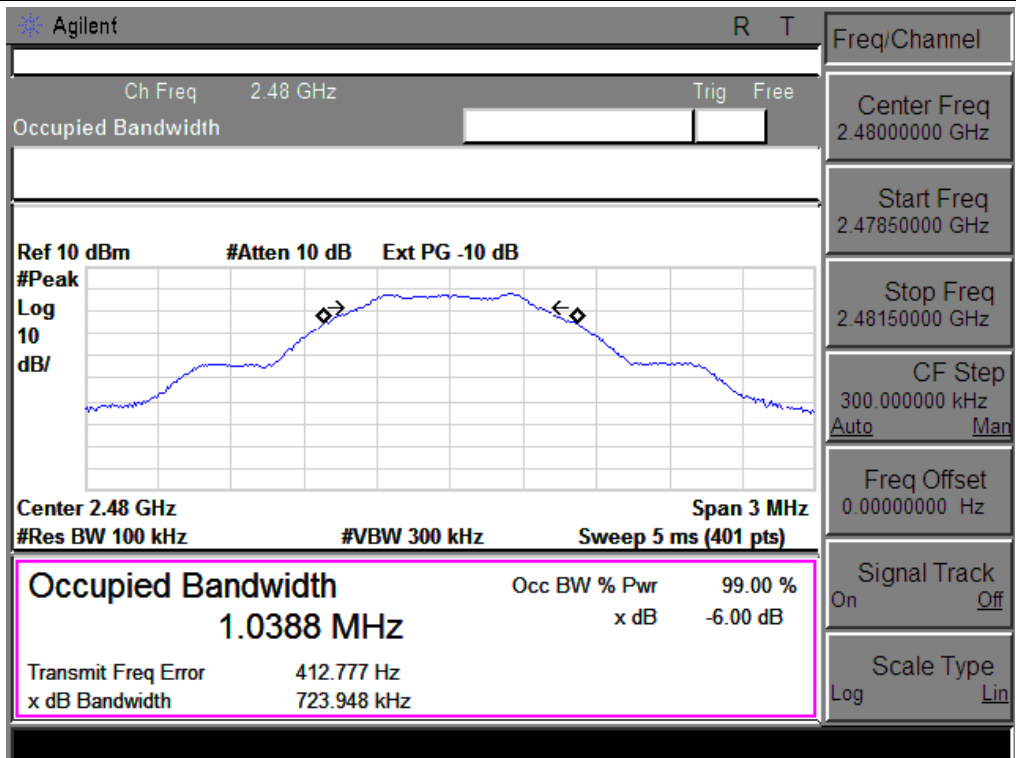 Agilent
R T
Ch Freq 2.48 GHz
Trig Free
Occupied Bandwidth
Ref 10 dBm
#Atten 10 dB
Ext PG -10 dB
#Peak
Log
10
dB/
Center 2.48 GHz
Span 3 MHz
#Res BW 100 kHz
#VBW 300 kHz
Sweep 5 ms (401 pts)
Occupied Bandwidth
1.0388 MHz
Occ BW % Pwr 99.00 %
x dB -6.00 dB
Transmit Freq Error 412.777 Hz
x dB Bandwidth 723.948 kHz
Freq/Channel
Center Freq
2.48000000 GHz
Start Freq
2.47850000 GHz
Stop Freq
2.48150000 GHz
CF Step
300.000000 kHz
Auto Man
Freq Offset
0.00000000 Hz
Signal Track
On Off
Scale Type
Log Lin